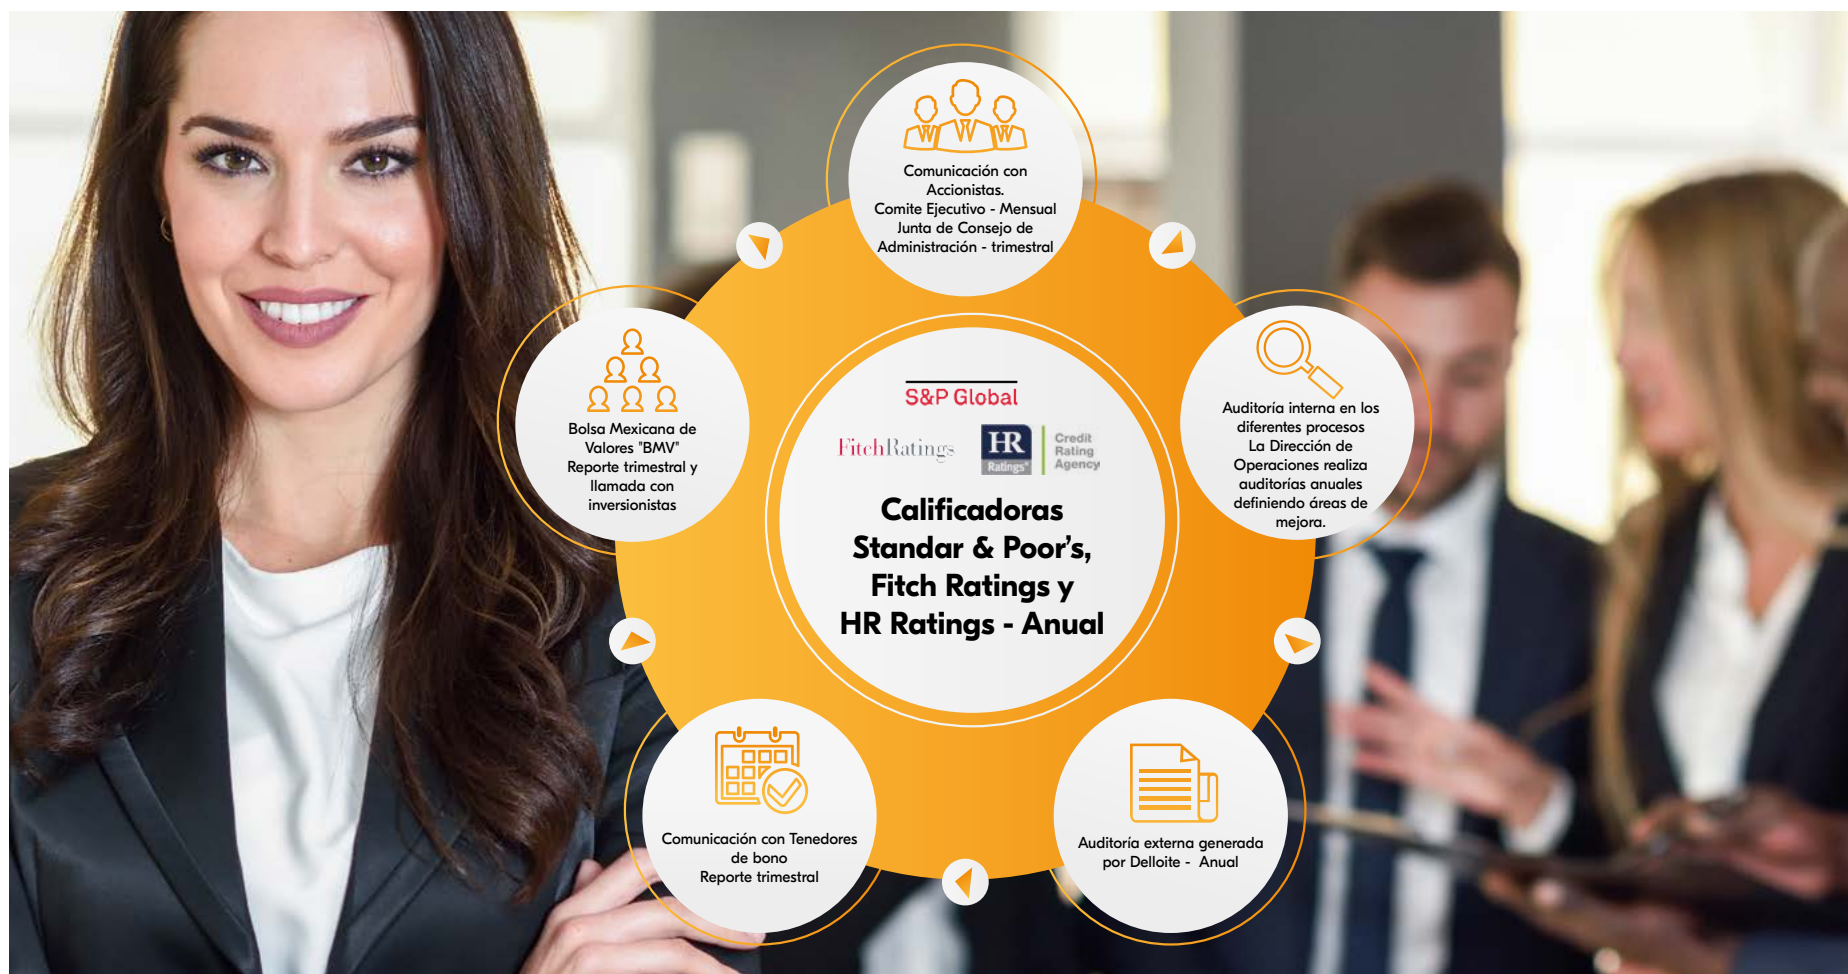 Comunicación con
Accionistas.
Comite Ejecutivo - Mensual
Junta de Consejo de
Administración - trimestral
Auditoría interna en los
diferentes procesos
La Dirección de
Operaciones realiza
auditorías anuales
definiendo áreas de
mejora.
Auditoría externa generada
por Delloite - Anual
Comunicación con Tenedores
de bono
Reporte trimestral
Bolsa Mexicana de
Valores "BMV"
Reporte trimestral y
llamada con
inversionistas
S&P Global
FitchRatings
HR
Ratings®
Credit
Rating
Agency
Calificadoras
Standar & Poor's,
Fitch Ratings y
HR Ratings - Anual